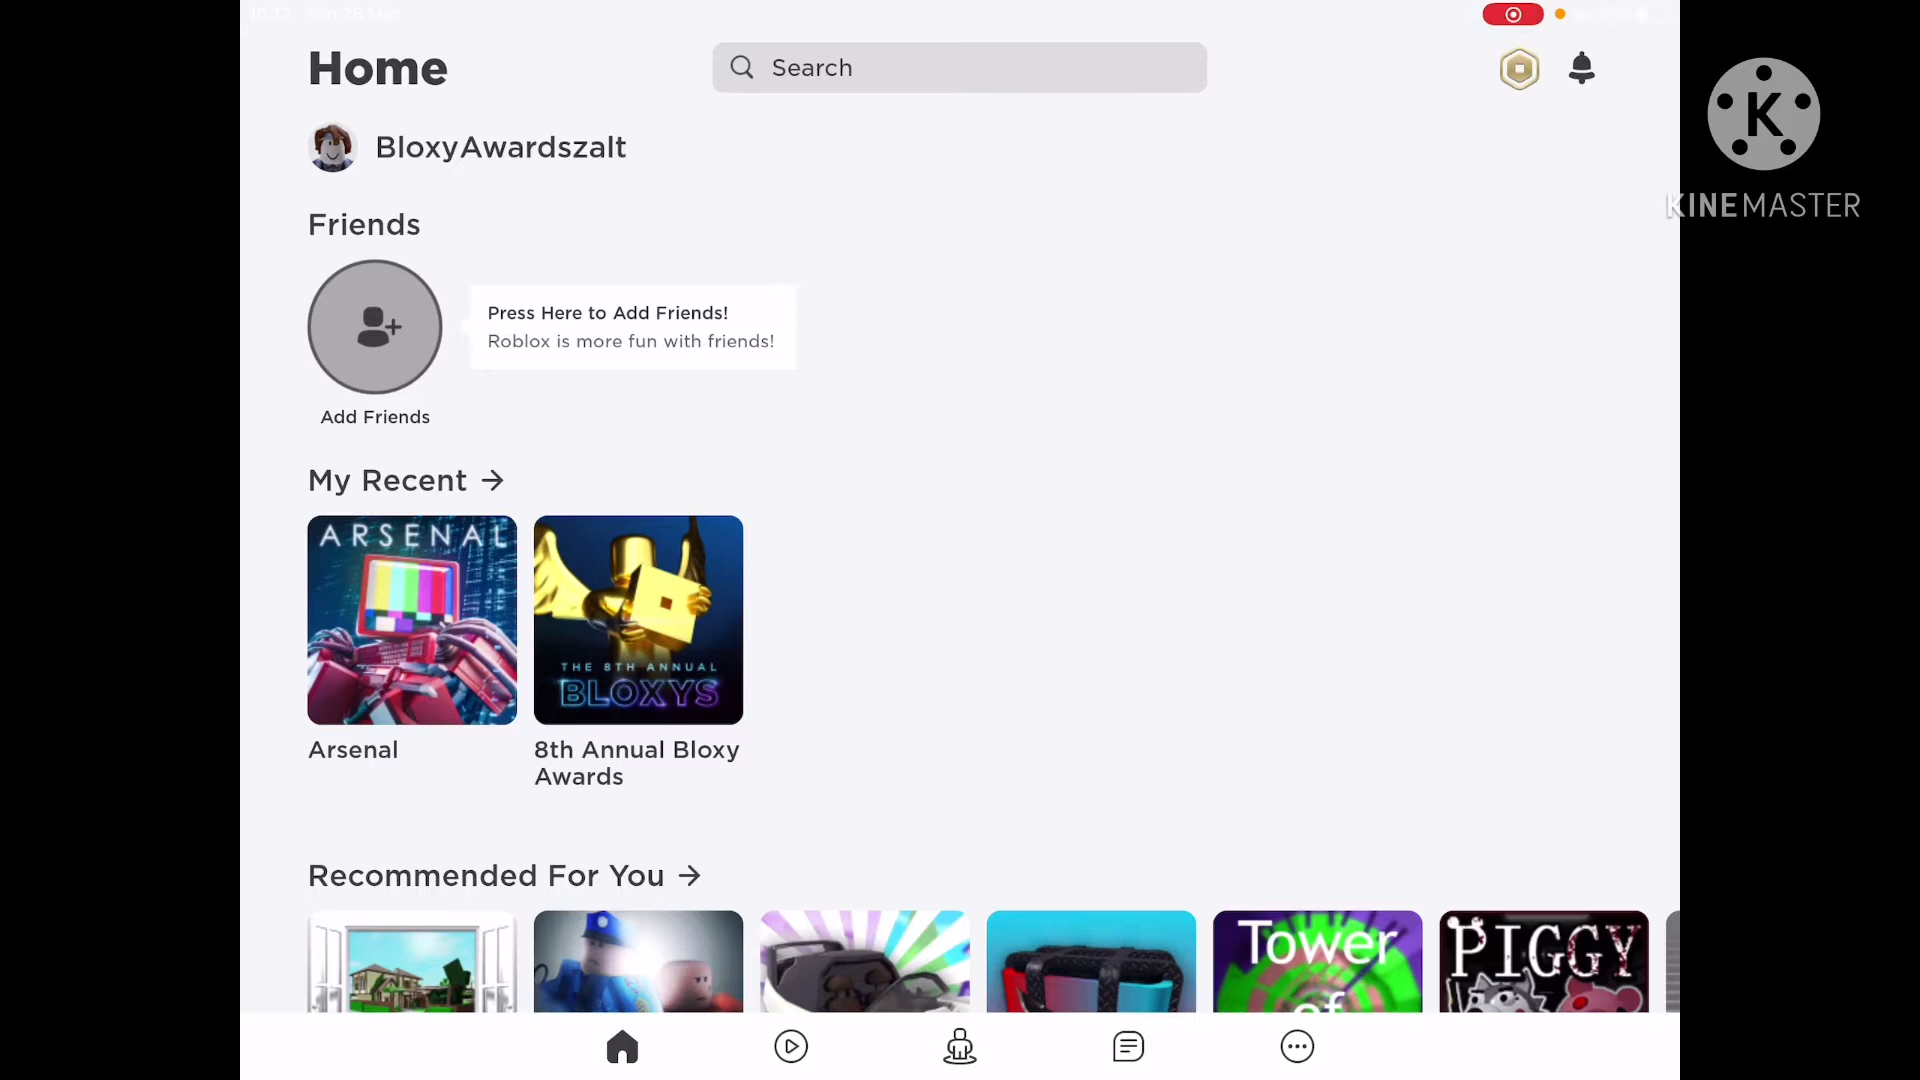 Home
Search
BloxyAwardszalt
Friends
Press Here to Add Friends!
Roblox is more fun with friends!
Add Friends
My Recent
ARSENAL
THE 8TH ANNUAL
BLOXYS
Arsenal
8th Annual Bloxy
Awards
Recommended For You
Tower
of
PIGGY
K
KINEMASTER